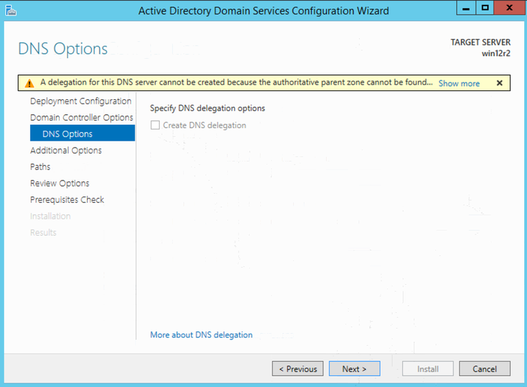 Active Directory Domain Services Configuration Wizard
DNS Options
TARGET SERVER
win12r2
A delegation for this DNS server cannot be created because the authoritative parent zone cannot be found... Show more
Deployment Configuration
Domain Controller Options
DNS Options
Additional Options
Paths
Review Options
Prerequisites Check
Installation
Results
Specify DNS delegation options
Create DNS delegation
More about DNS delegation
< Previous Next > Install Cancel